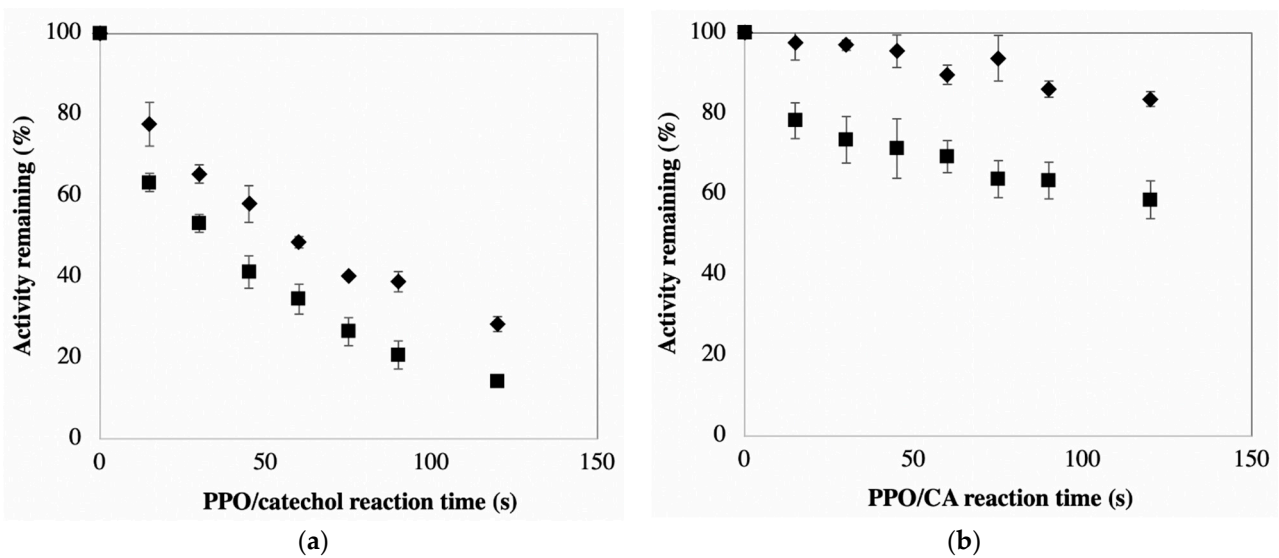 100
80
60
40
20
0
0 50 100 150
Activity remaining (%)
PPO/catechol reaction time (s)
(a)
100
80
60
40
20
0
0 50 100 150
Activity remaining (%)
PPO/CA reaction time (s)
(b)